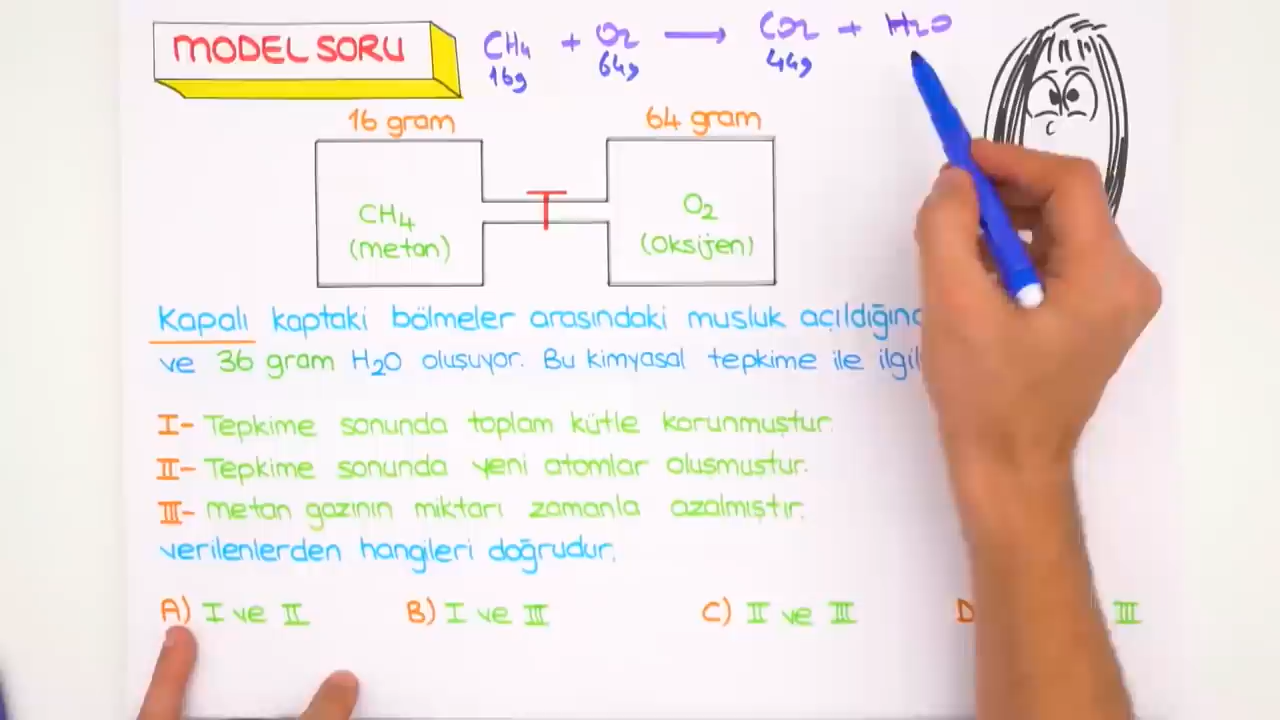 MODEL SORU
CH4 + O2 → CO2 + H2O
16g 64g 44g
16 gram 64 gram
CH4 O2
(metan) (Oksijen)
Kapalı kaptaki bölmeler arasındaki musluk
ve 36 gram H2O oluşuyor. Bu kimyasal tepkime ile
I- Tepkime sonunda toplam kütle korunmuştur.
II- Tepkime sonunda yeni atomlar oluşmuştur.
III- metan gazının miktarı zamanla azalmıştır.
verilenlerden hangileri doğrudur.
A) I ve II B) I ve III C) II ve III D III